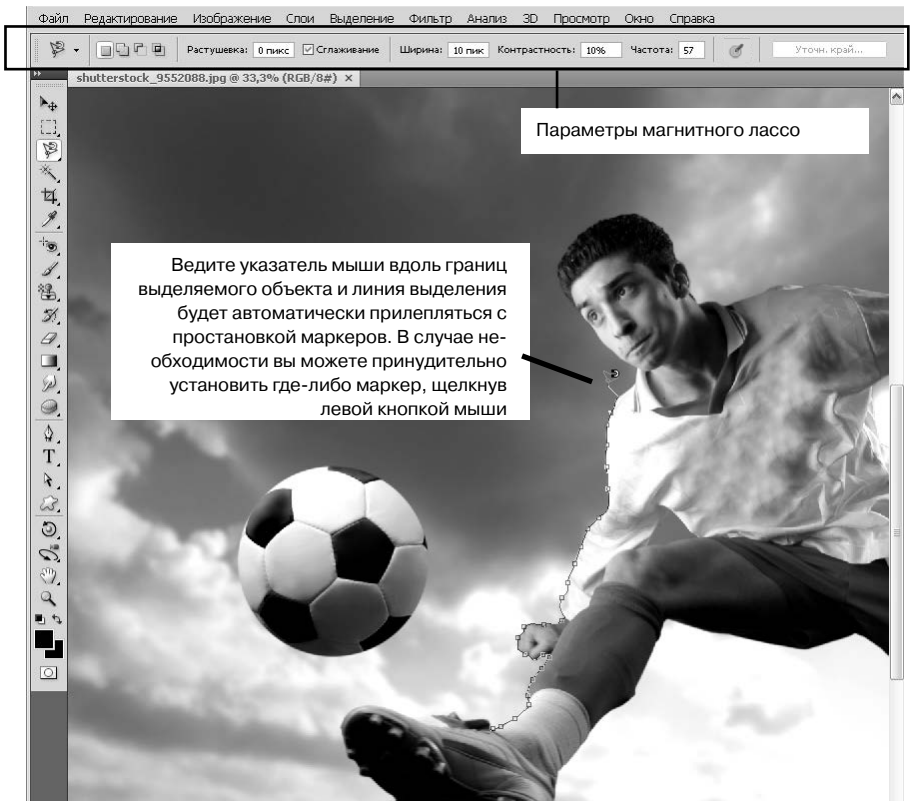 Файл Редактирование Изображение Слои Выделение Фильтр Анализ 3D Просмотр Окно Справка
Растушевка: 0 пикс Сглаживание Ширина: 10 пик Контрастность: 10% Частота: 57 Уточн. край...
shutterstock_9552088.jpg @ 33,3% (RGB/8#) ×
Параметры магнитного лассо
Ведите указатель мыши вдоль границ
выделяемого объекта и линия выделения
будет автоматически прилепляться с
простановкой маркеров. В случае не-
обходимости вы можете принудительно
установить где-либо маркер, щелкнув
левой кнопкой мыши
T